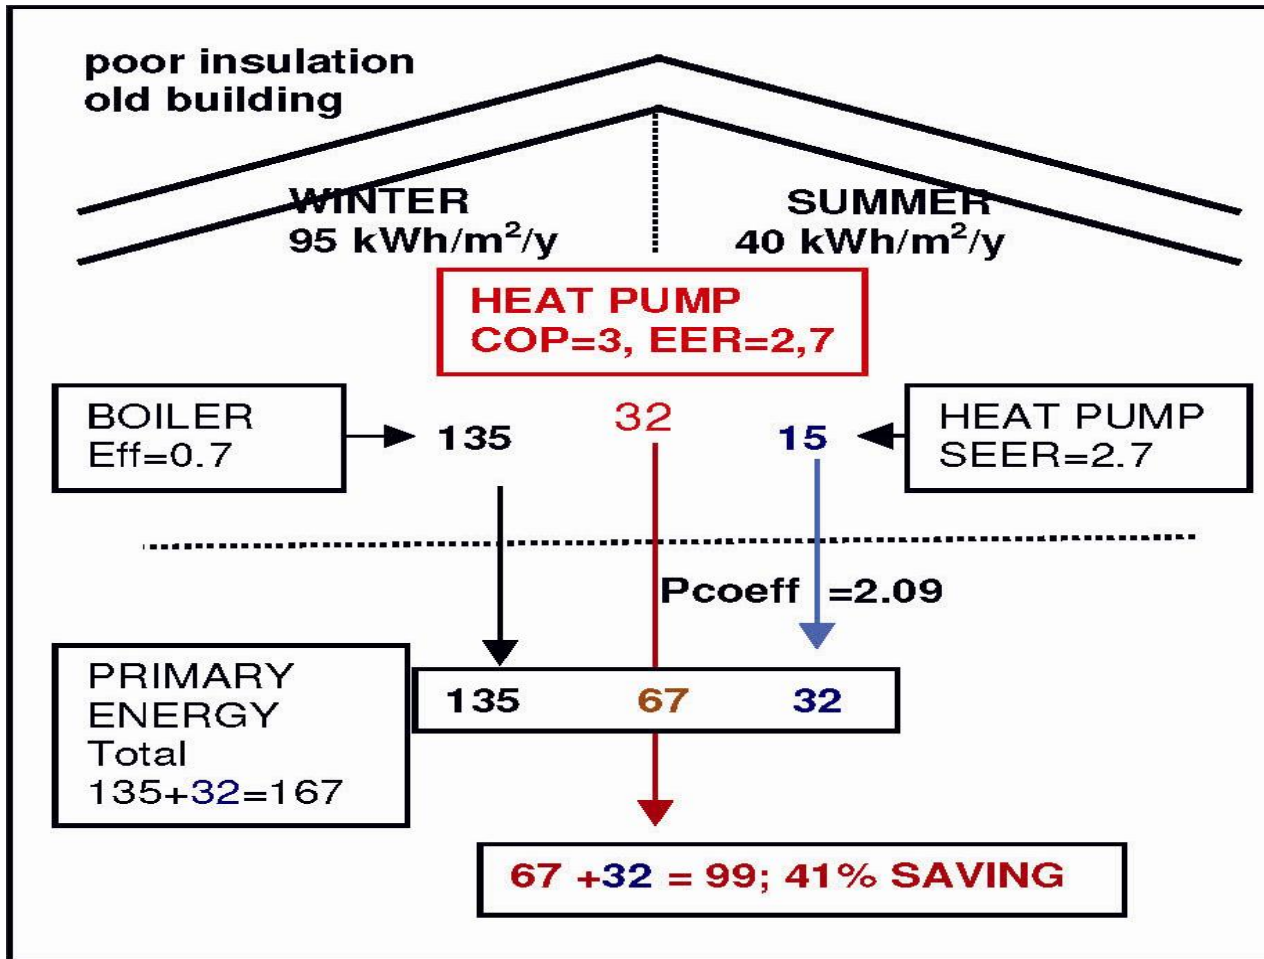 poor insulation
old building
WINTER
95 kWh/m²/y
SUMMER
40 kWh/m²/y
HEAT PUMP
COP=3, EER=2,7
BOILER
Eff=0.7
135
32
15
HEAT PUMP
SEER=2.7
Pcoeff =2.09
PRIMARY
ENERGY
Total
135+32=167
135 67 32
67 +32 = 99; 41% SAVING